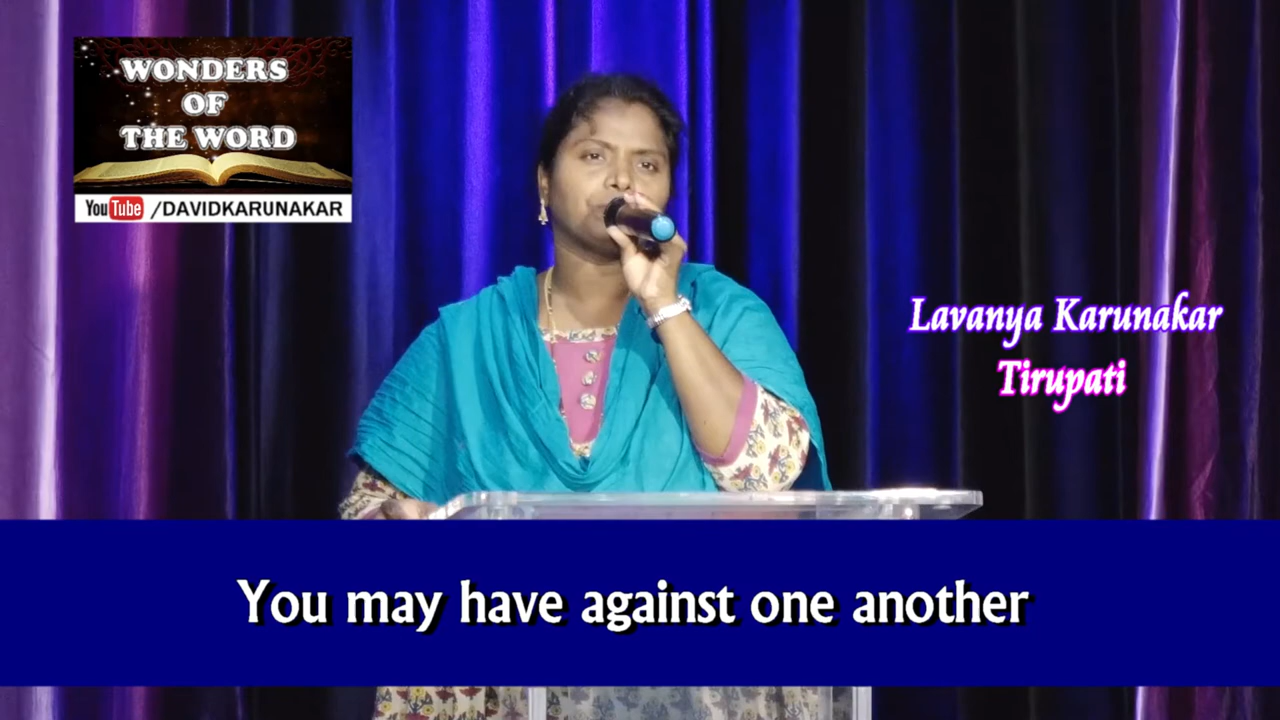 WONDERS
OF
THE WORD
YouTube /DAVIDKARUNAKAR
Lavanya Karunakar
Tirupati
You may have against one another